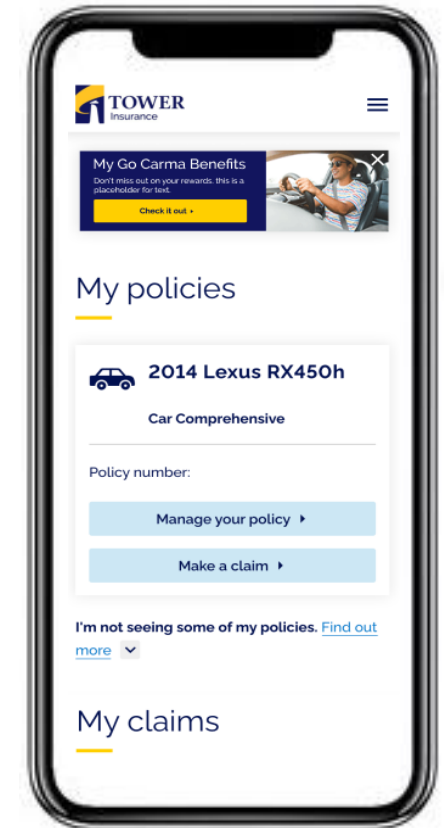 TOWER
Insurance
My Go Carma Benefits
Don't miss out on your rewards. this is a
placeholder for text.
Check it out
My policies
2014 Lexus RX450h
Car Comprehensive
Policy number:
Manage your policy
Make a claim
I'm not seeing some of my policies. Find out
more
My claims